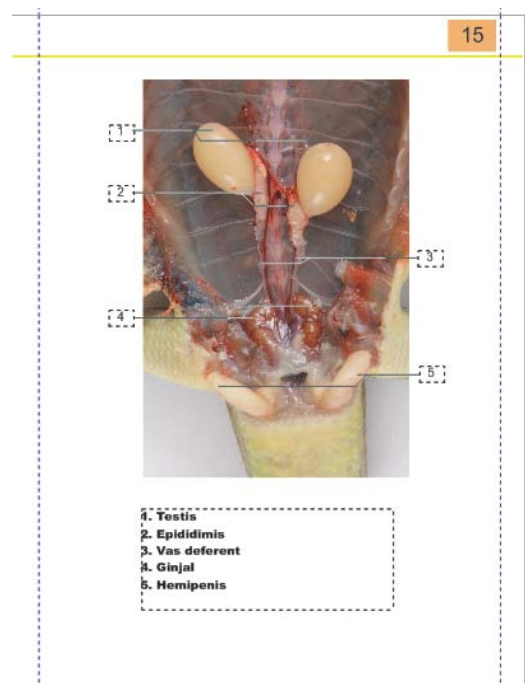 15
1
2
3
4
5
1. Testis
2. Epididimis
3. Vas deferent
4. Ginjal
5. Hemipenis